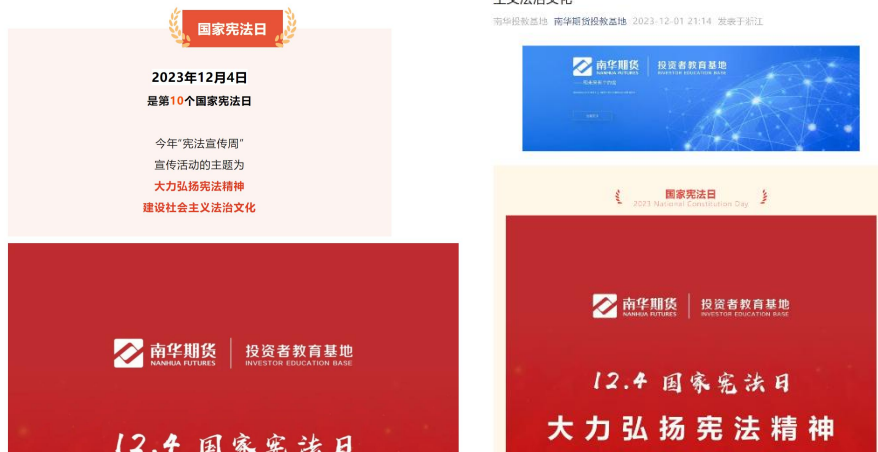 国家宪法日
2023年12月4日
是第10个国家宪法日
今年“宪法宣传周”
宣传活动的主题为
大力弘扬宪法精神
建设社会主义法治文化
南华期货 投资者教育基地
NANHUA FUTURES INVESTOR EDUCATION BASE
12.4 国家宪法日
主义法治文化
南华投教基地 南华期货投教基地 2023-12-01 21:14 发表于浙江
南华期货 投资者教育基地
NANHUA FUTURES INVESTOR EDUCATION BASE
国家宪法日
2023 National Constitution Day
南华期货 投资者教育基地
NANHUA FUTURES INVESTOR EDUCATION BASE
12.4 国家宪法日
大力弘扬宪法精神